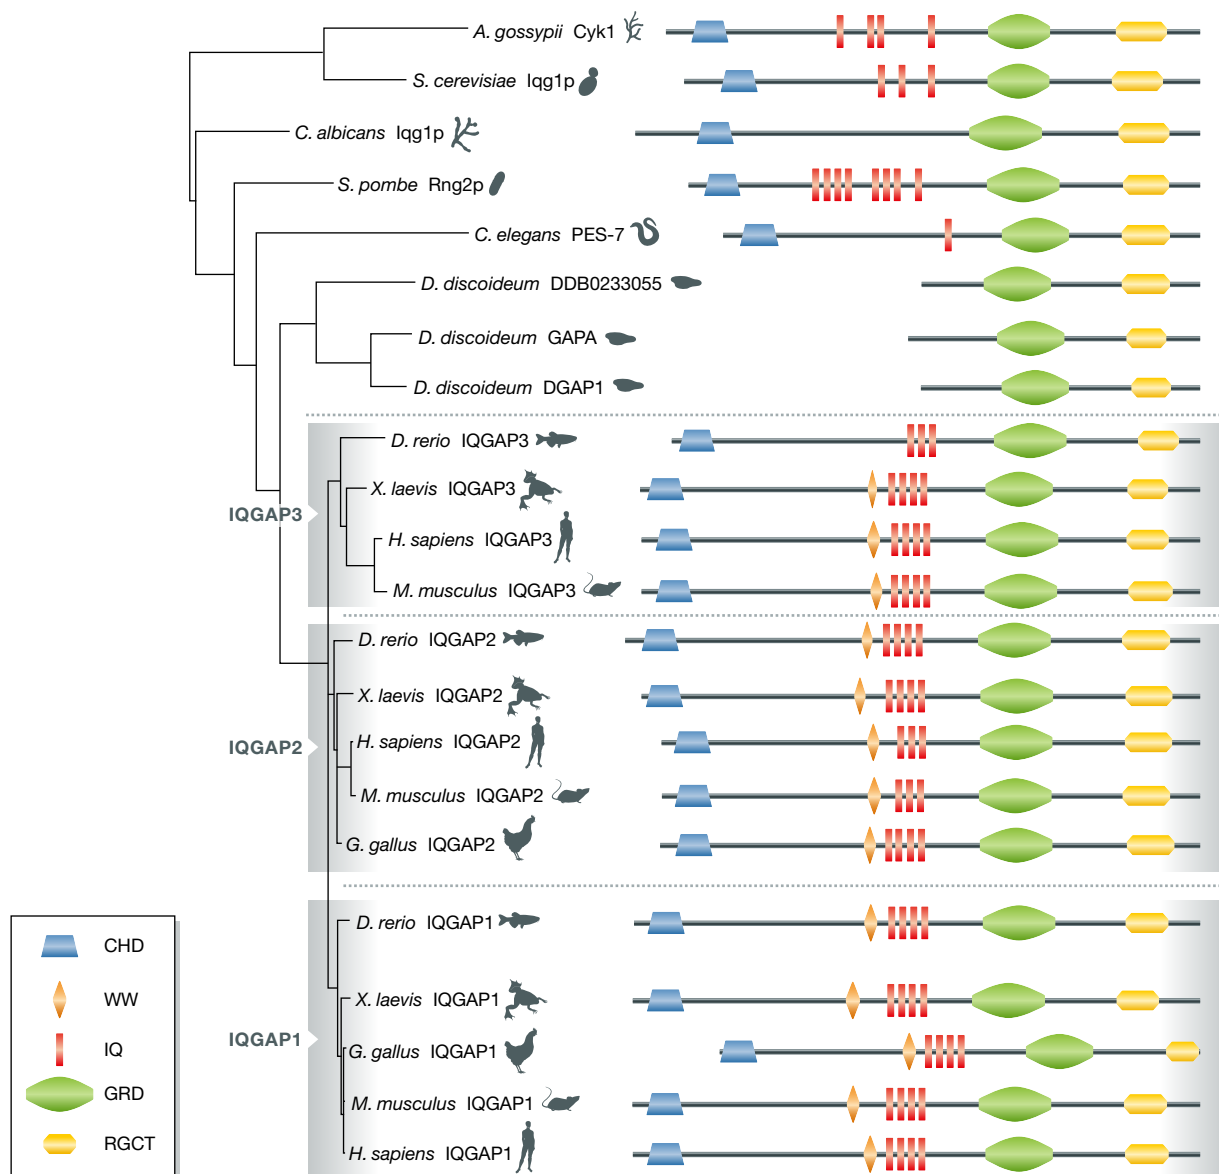 A. gossypii Cyk1
S. cerevisiae Iqg1p
C. albicans Iqg1p
S. pombe Rng2p
C. elegans PES-7
D. discoideum DDB0233055
D. discoideum GAPA
D. discoideum DGAP1
IQGAP3
D. rerio IQGAP3
X. laevis IQGAP3
H. sapiens IQGAP3
M. musculus IQGAP3
IQGAP2
D. rerio IQGAP2
X. laevis IQGAP2
H. sapiens IQGAP2
M. musculus IQGAP2
G. gallus IQGAP2
IQGAP1
D. rerio IQGAP1
X. laevis IQGAP1
G. gallus IQGAP1
M. musculus IQGAP1
H. sapiens IQGAP1
CHD
WW
IQ
GRD
RGCT